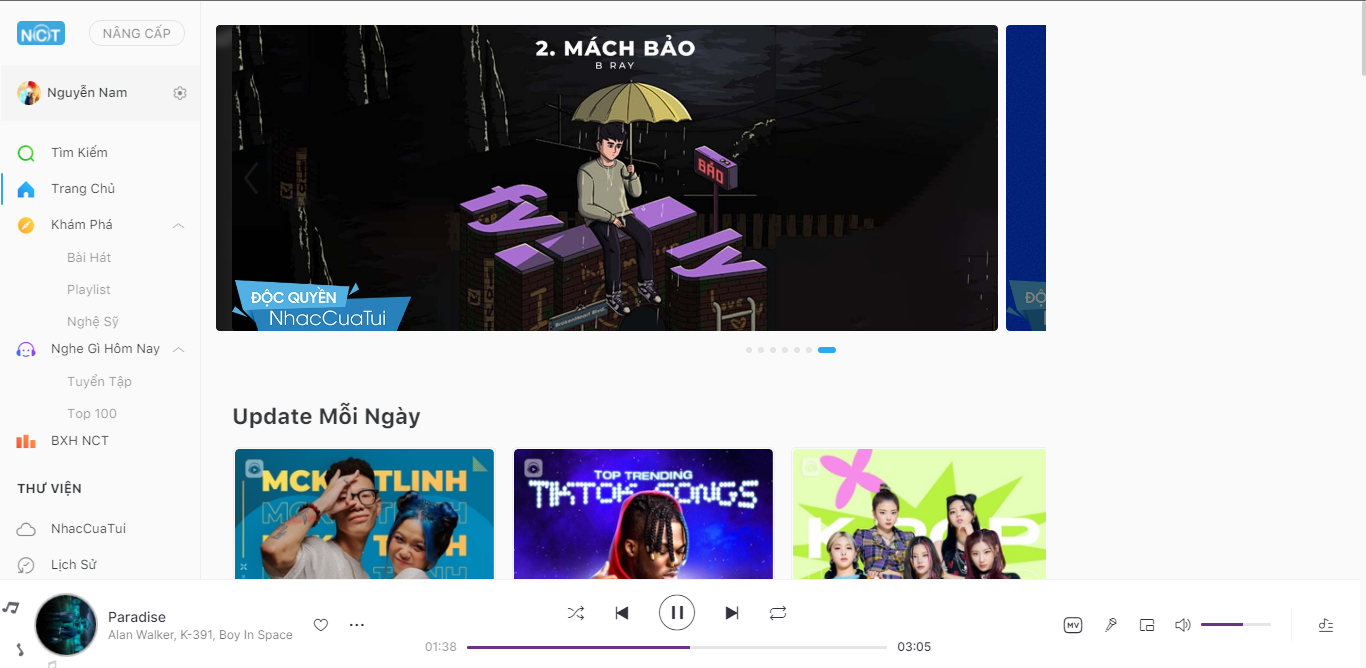 NCT
NÂNG CẤP
Nguyễn Nam
Tìm Kiếm
Trang Chủ
Khám Phá
Bài Hát
Playlist
Nghệ Sỹ
Nghe Gì Hôm Nay
Tuyển Tập
Top 100
BXH NCT
THƯ VIỆN
NhacCuaTui
Lịch Sử
2. MÁCH BẢO
B RAY
BẢO
ĐỘC QUYỀN
NhacCuaTui
ĐỘ
Update Mỗi Ngày
MCK TLINH
TOP TRENDING
TIKTOK SONGS
K-POP
Paradise
Alan Walker, K-391, Boy In Space
01:38
03:05
MV